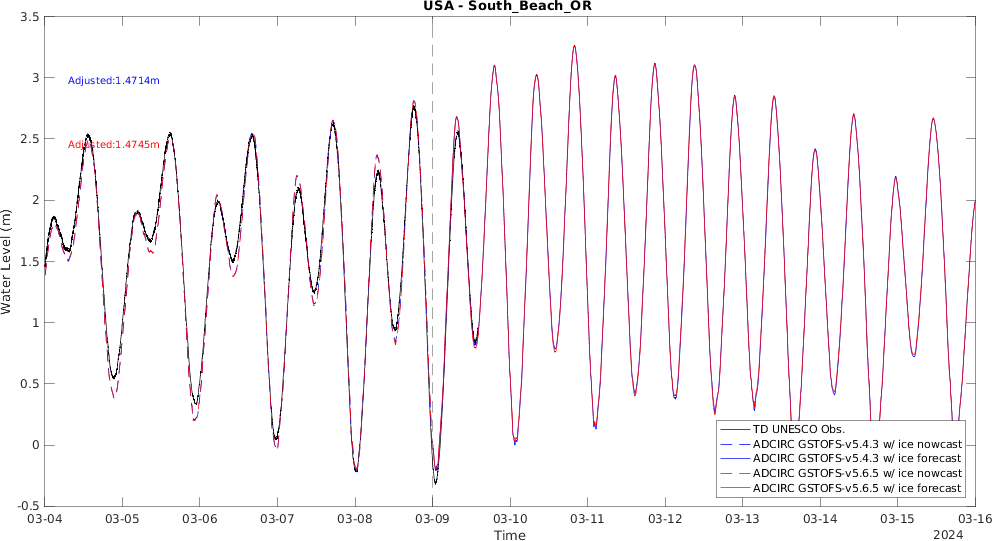 USA - South_Beach_OR
3.5
3
2.5
2
1.5
1
0.5
0
-0.5
Water Level (m)
Adjusted:1.4714m
Adjusted:1.4745m
TD UNESCO Obs.
ADCIRC GSTOFS-v5.4.3 w/ ice nowcast
ADCIRC GSTOFS-v5.4.3 w/ ice forecast
ADCIRC GSTOFS-v5.6.5 w/ ice nowcast
ADCIRC GSTOFS-v5.6.5 w/ ice forecast
03-04 03-05 03-06 03-07 03-08 03-09 03-10 03-11 03-12 03-13 03-14 03-15 03-16
Time
2024